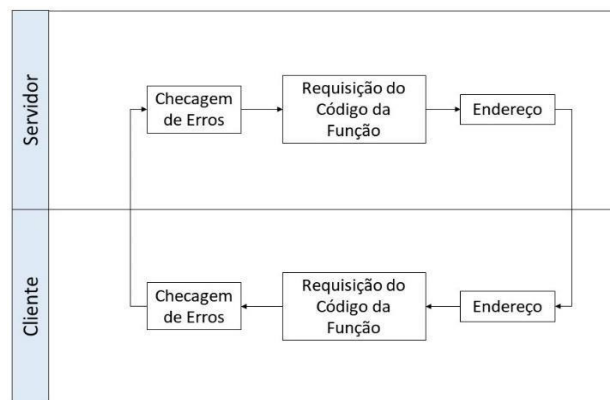 Servidor
Checagem
de Erros
Requisição do
Código da
Função
Endereço
Cliente
Checagem
de Erros
Requisição do
Código da
Função
Endereço